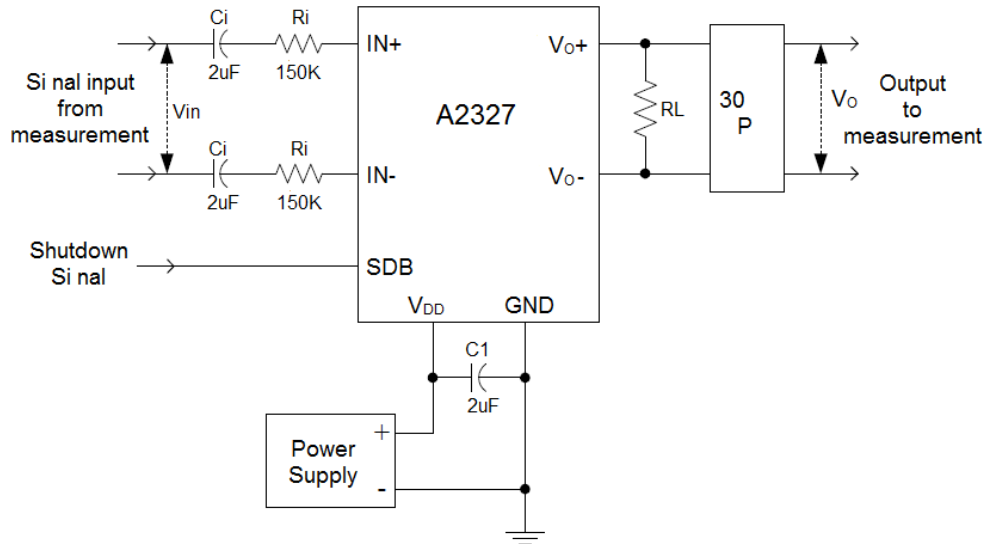 Ci
Ri
IN+
VO+
2uF
150K
Si nal input
from
measurement
Vin
A2327
RL
30
P
VO
Output
to
measurement
Ci
Ri
IN-
VO-
2uF
150K
Shutdown
Si nal
SDB
VDD
GND
C1
2uF
Power
Supply
+
-